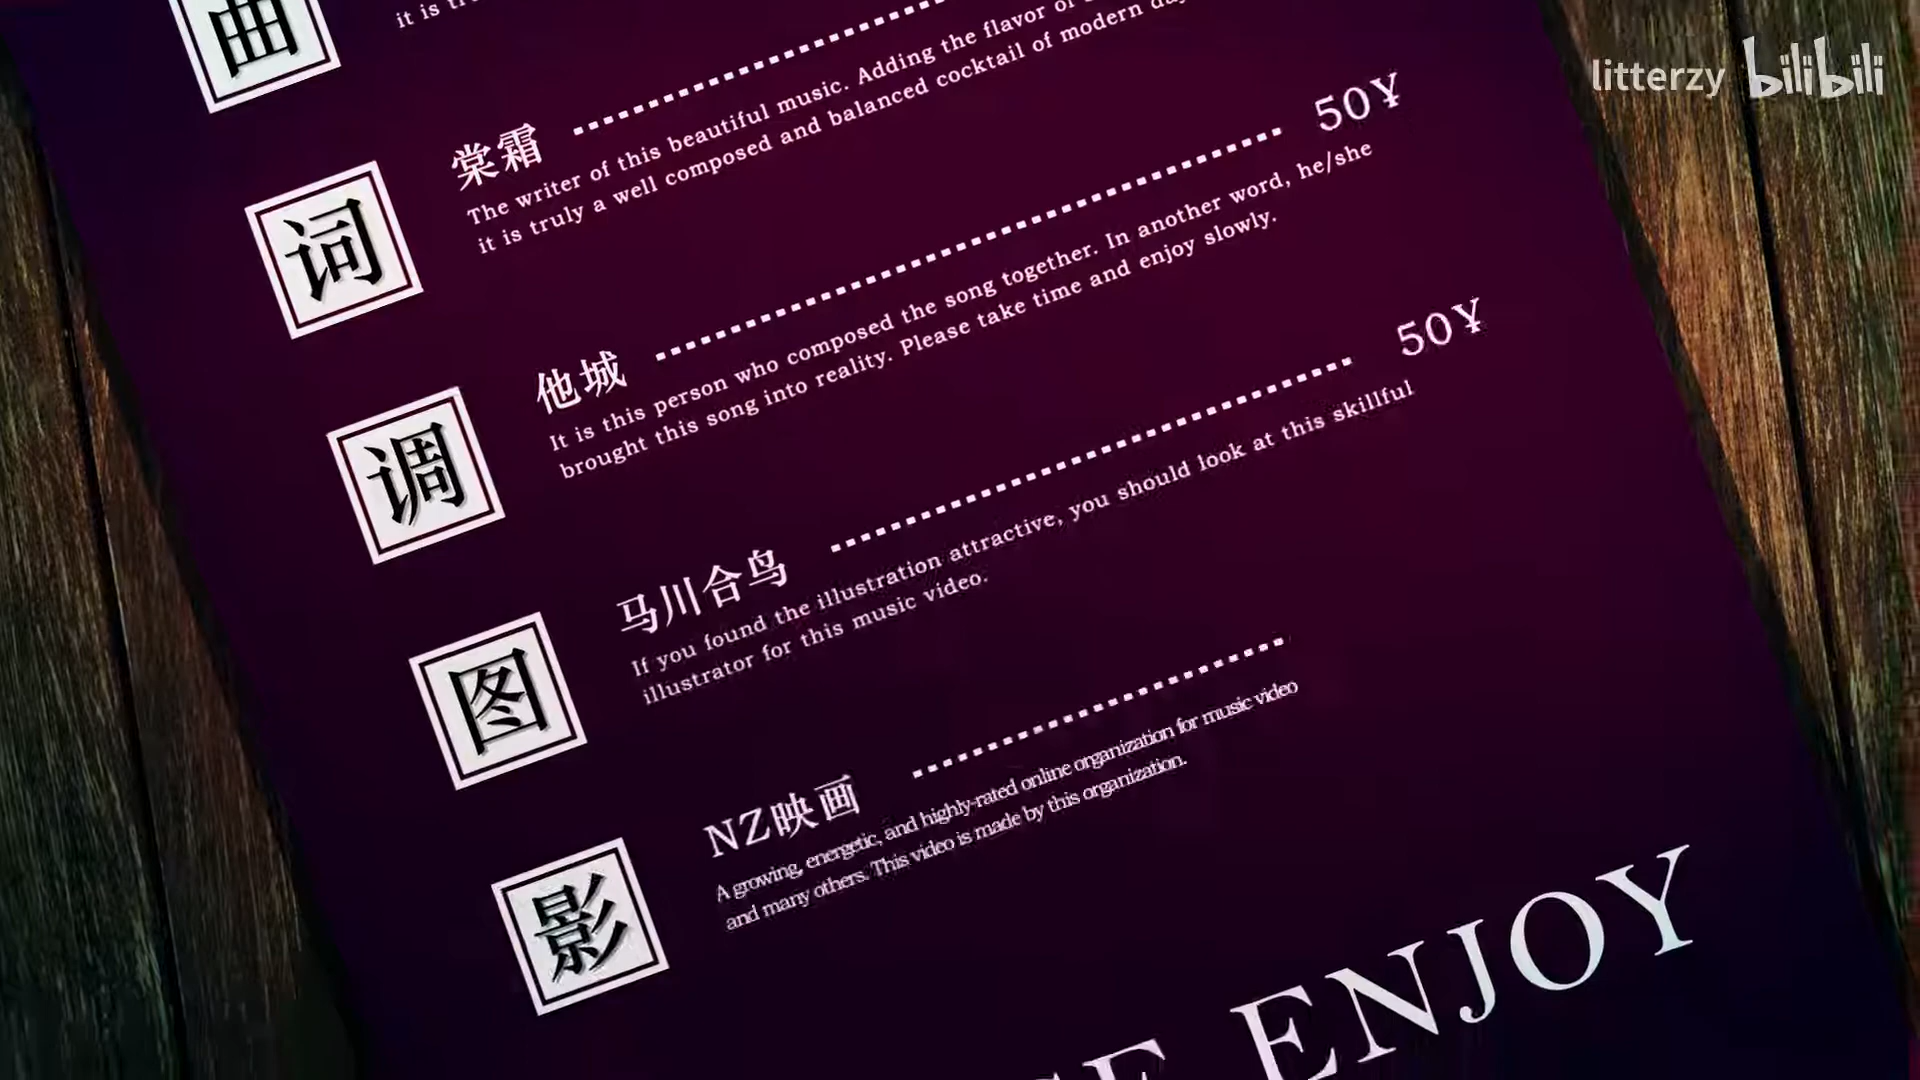 litterzy bilibili
曲
it is tr
词
棠霜
The writer of this beautiful music. Adding the flavor of
it is truly a well composed and balanced cocktail of modern day
调
他城 50¥
It is this person who composed the song together. In another word, he/she
brought this song into reality. Please take time and enjoy slowly.
图
马川合鸟 50¥
If you found the illustration attractive, you should look at this skillful
illustrator for this music video.
影
NZ映画
A growing, energetic, and highly-rated online organization for music video
and many others. This video is made by this organization.
ENJOY